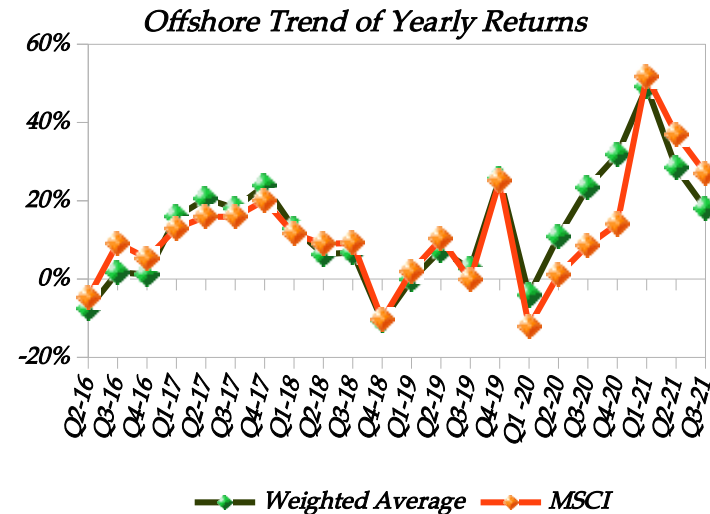 Offshore Trend of Yearly Returns
60%
40%
20%
0%
-20%
Q2-16
Q3-16
Q4-16
Q1-17
Q2-17
Q3-17
Q4-17
Q1-18
Q2-18
Q3-18
Q4-18
Q1-19
Q2-19
Q3-19
Q4-19
Q1-20
Q2-20
Q3-20
Q4-20
Q1-21
Q2-21
Q3-21
Weighted Average
MSCI